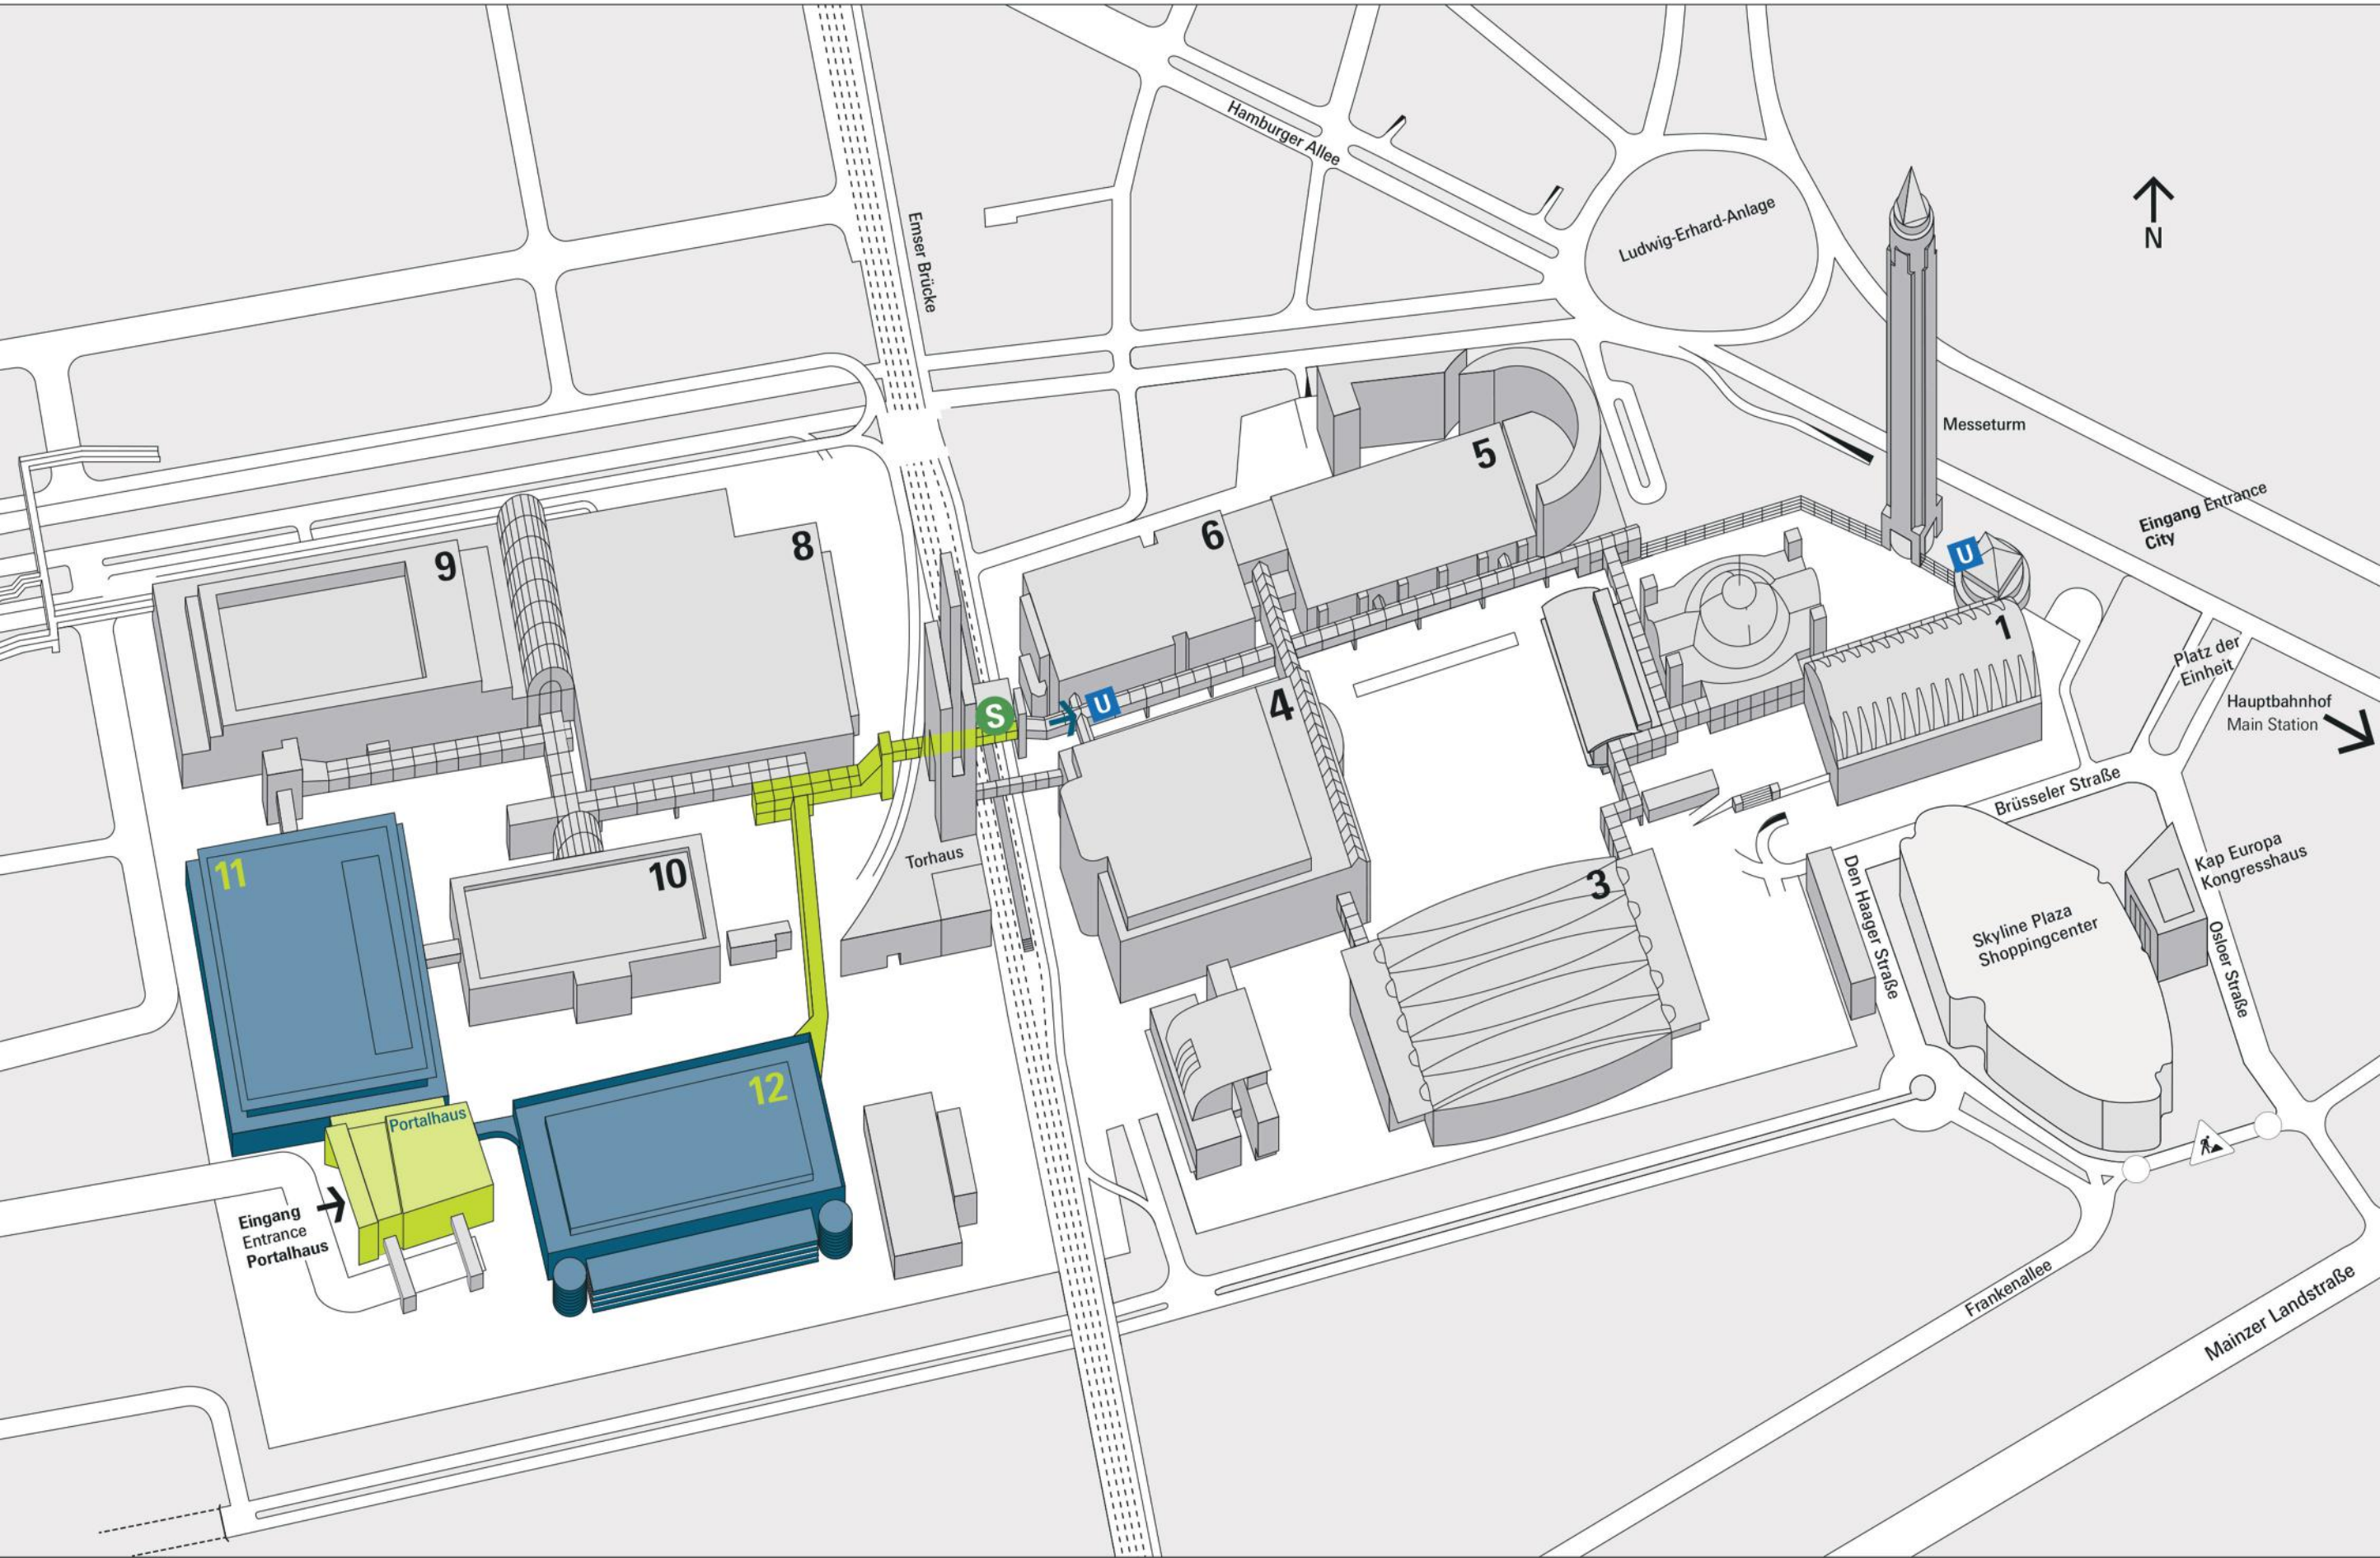 Hamburger Allee
Emser Brücke
Ludwig-Erhard-Anlage
N
Messeturm
Eingang Entrance
City
5
6
8
9
U
1
Platz der
Einheit
Hauptbahnhof
Main Station
S
U
4
Brüsseler Straße
Torhaus
10
11
3
Den Haager Straße
Kap Europa
Kongresshaus
Skyline Plaza
Shoppingcenter
Osloer Straße
12
Portalhaus
Eingang
Entrance
Portalhaus
Frankenallee
Mainzer Landstraße